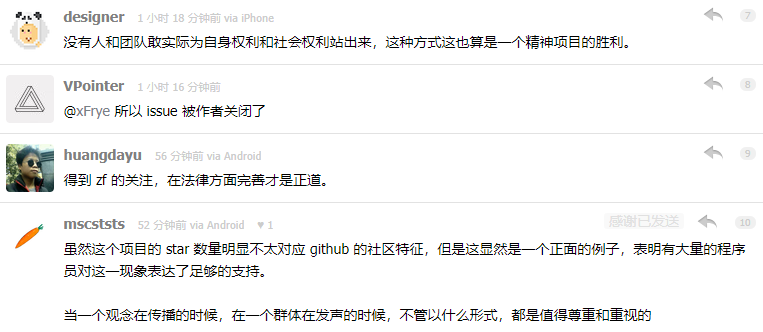 designer 1 小时 18 分钟前 via iPhone 7
没有人和团队敢实际为自身权利和社会权利站出来，这种方式这也算是一个精神项目的胜利。
VPointer 1 小时 16 分钟前 8
@xFrye 所以 issue 被作者关闭了
huangdayu 56 分钟前 via Android 9
得到 zf 的关注，在法律方面完善才是正道。
mscststs 52 分钟前 via Android ♥ 1 感谢已发送 10
虽然这个项目的 star 数量明显不太对应 github 的社区特征，但是这显然是一个正面的例子，表明有大量的程序
员对这一现象表达了足够的支持。
当一个观念在传播的时候，在一个群体在发声的时候，不管以什么形式，都是值得尊重和重视的